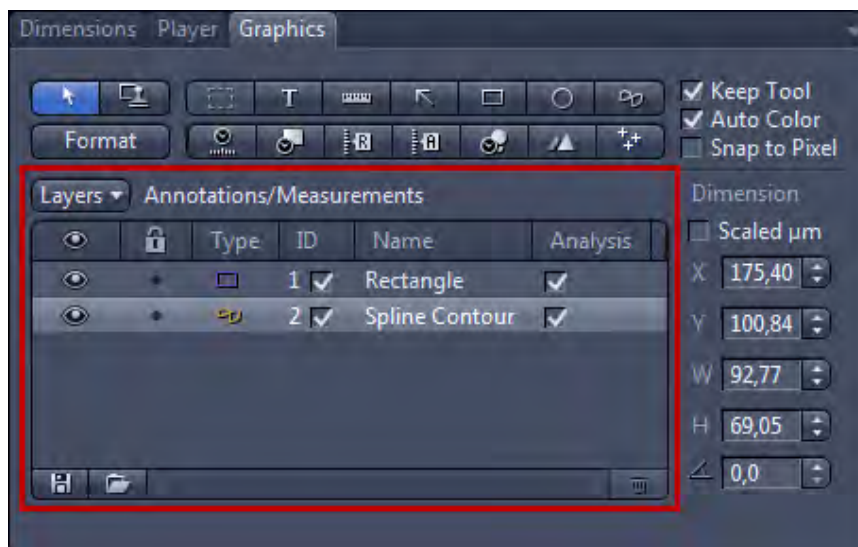 Dimensions Player Graphics
T
Keep Tool
Auto Color
Format
R
A
Snap to Pixel
Layers Annotations/Measurements
Dimension
Type ID Name Analysis
Scaled µm
1 Rectangle
X 175,40
2 Spline Contour
Y 100,84
W 92,77
H 69,05
0,0